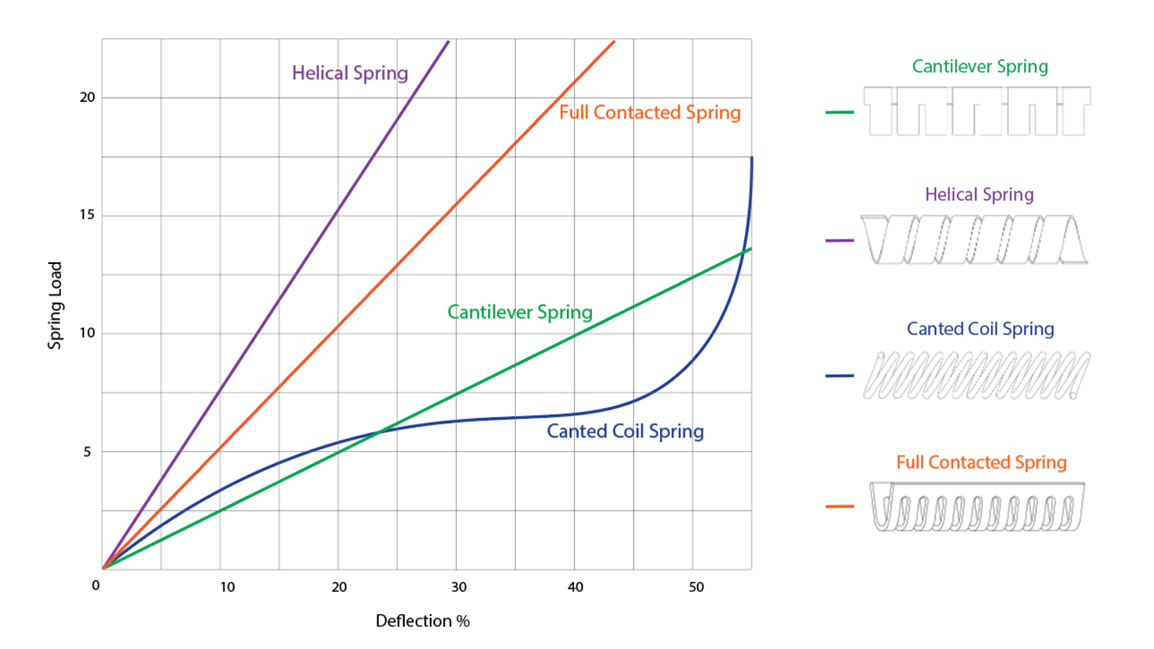 Helical Spring
Full Contacted Spring
Cantilever Spring
Canted Coil Spring
20
15
10
5
0
10
20
30
40
50
Spring Load
Deflection %
Cantilever Spring
Helical Spring
Canted Coil Spring
Full Contacted Spring